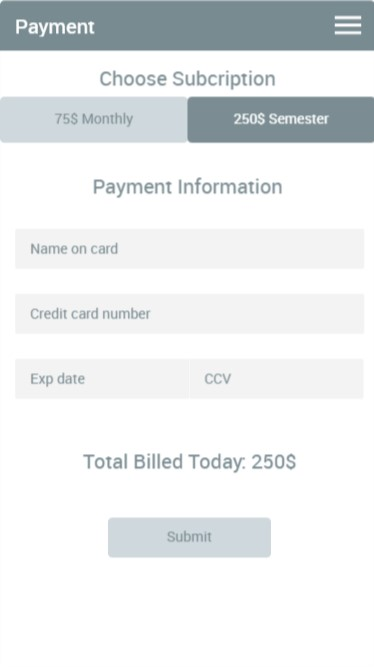 Payment
Choose Subcription
75$ Monthly
250$ Semester
Payment Information
Name on card
Credit card number
Exp date
CCV
Total Billed Today: 250$
Submit